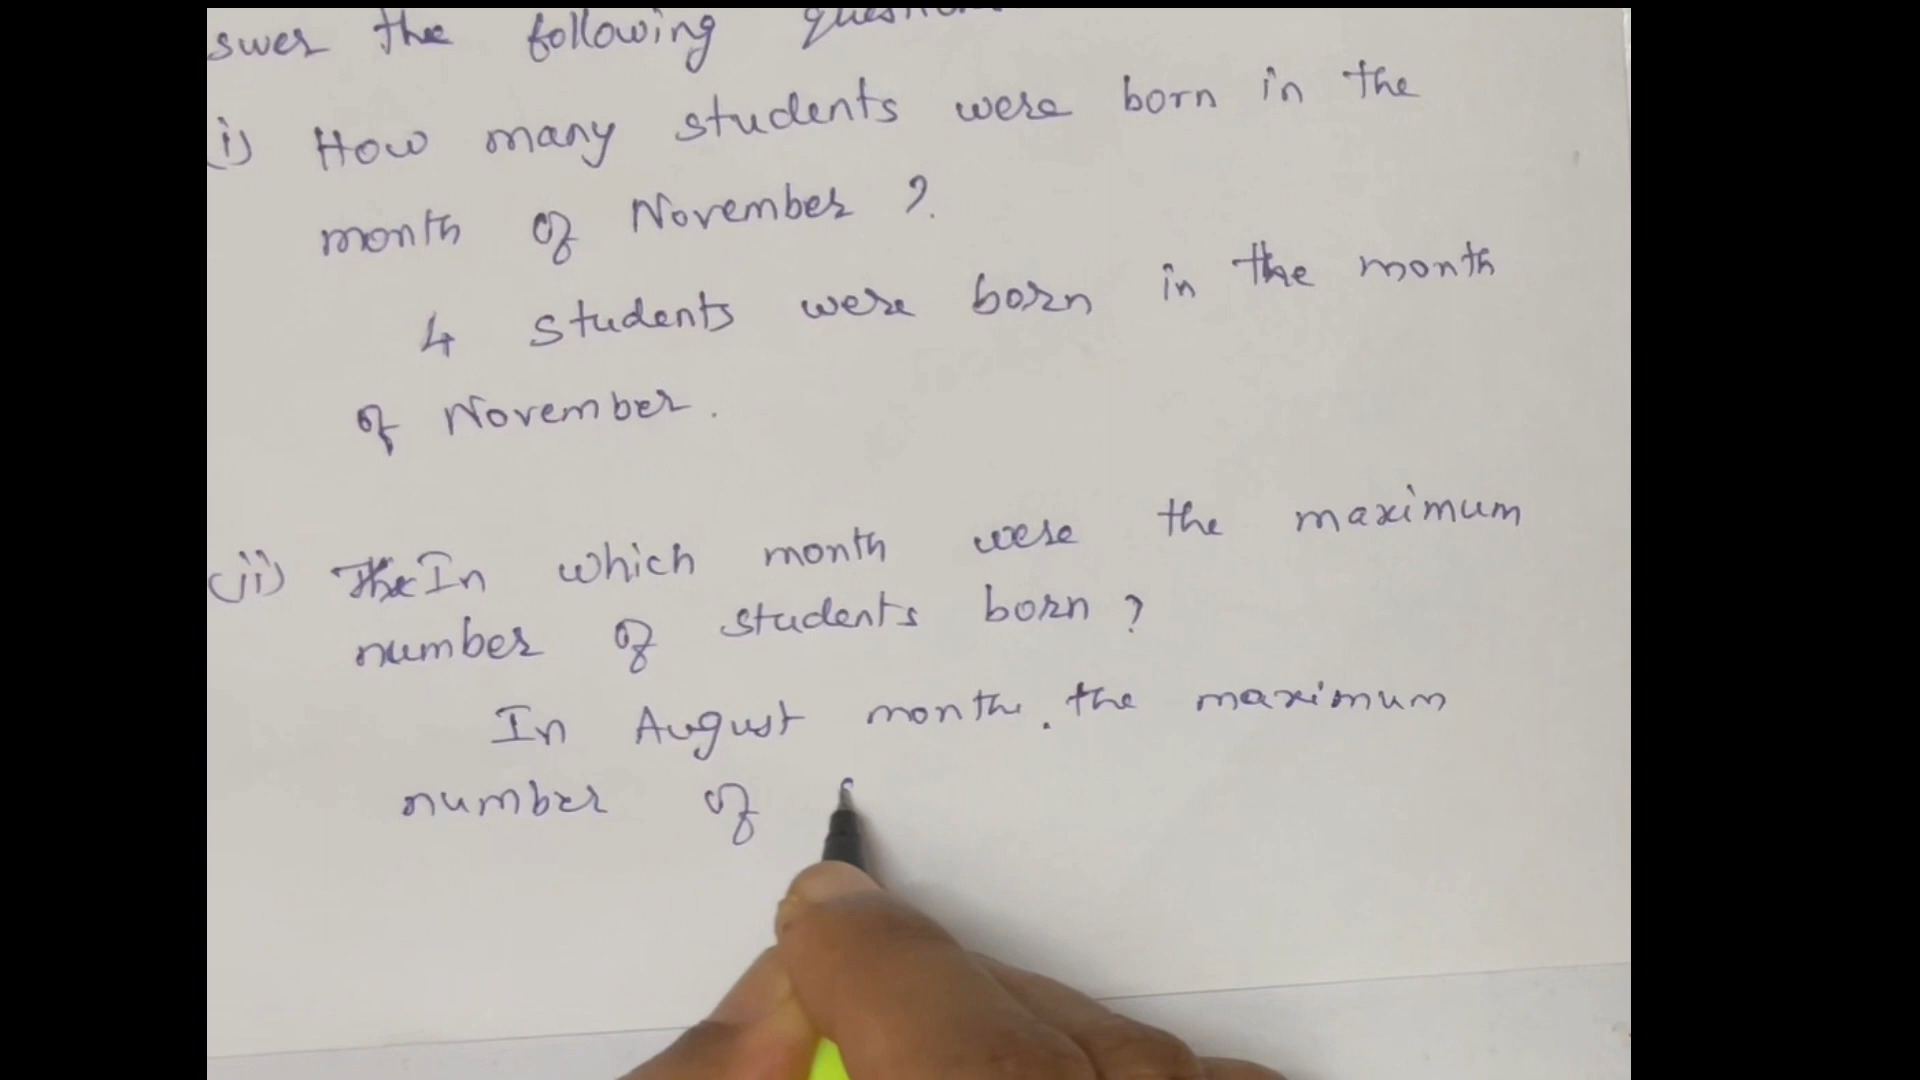 swer the following question
(i) How many students were born in the
month of November ?
4 students were born in the month
of November.
(ii) In which month were the maximum
number of students born ?
In August month. the maximum
number of